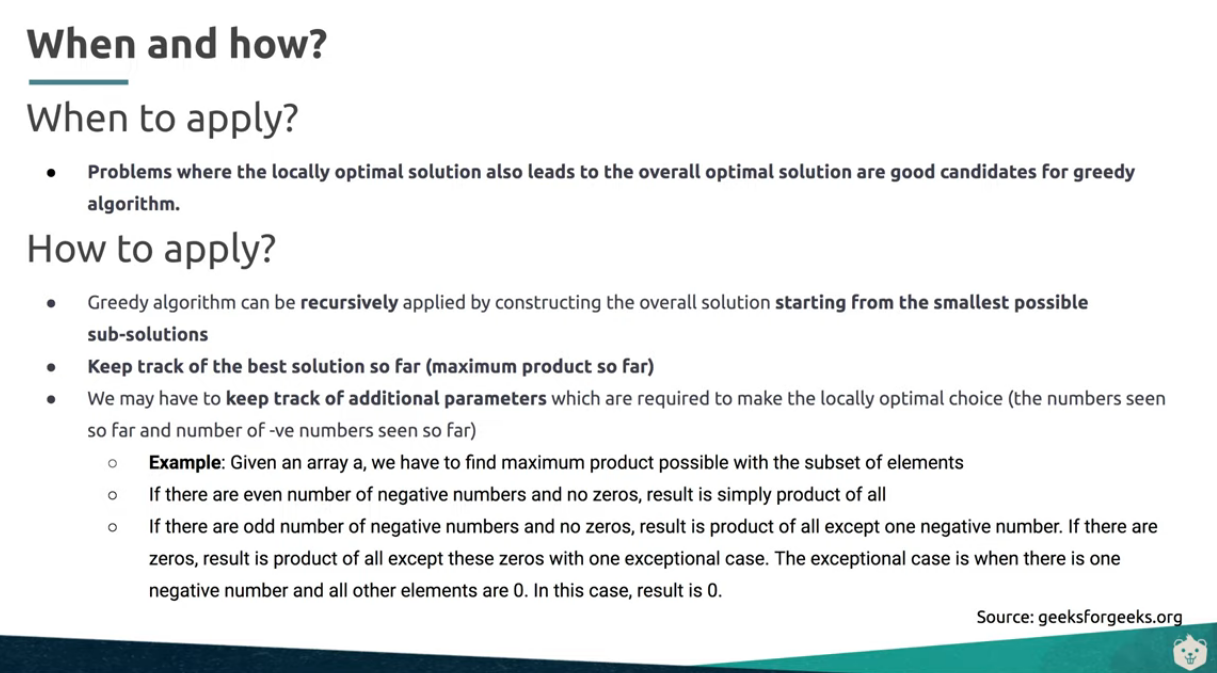 When and how?
When to apply?
● Problems where the locally optimal solution also leads to the overall optimal solution are good candidates for greedy
algorithm.
How to apply?
● Greedy algorithm can be recursively applied by constructing the overall solution starting from the smallest possible
sub-solutions
● Keep track of the best solution so far (maximum product so far)
● We may have to keep track of additional parameters which are required to make the locally optimal choice (the numbers seen
so far and number of -ve numbers seen so far)
○ Example: Given an array a, we have to find maximum product possible with the subset of elements
○ If there are even number of negative numbers and no zeros, result is simply product of all
○ If there are odd number of negative numbers and no zeros, result is product of all except one negative number. If there are
zeros, result is product of all except these zeros with one exceptional case. The exceptional case is when there is one
negative number and all other elements are 0. In this case, result is 0.
Source: geeksforgeeks.org